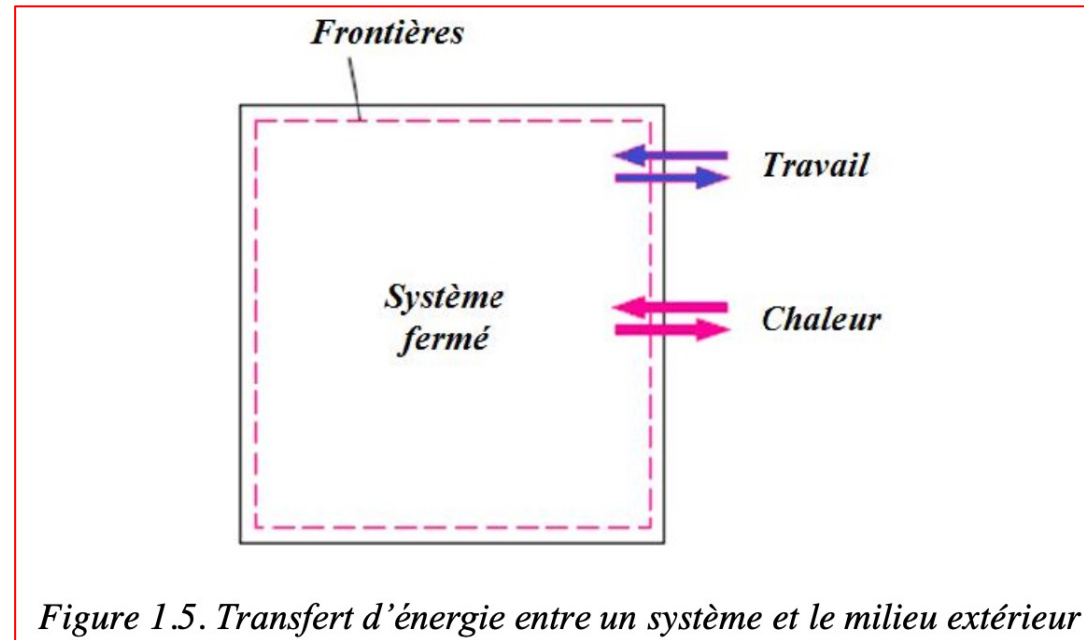 Frontières
Travail
Système
fermé
Chaleur
Figure 1.5. Transfert d'énergie entre un système et le milieu extérieur